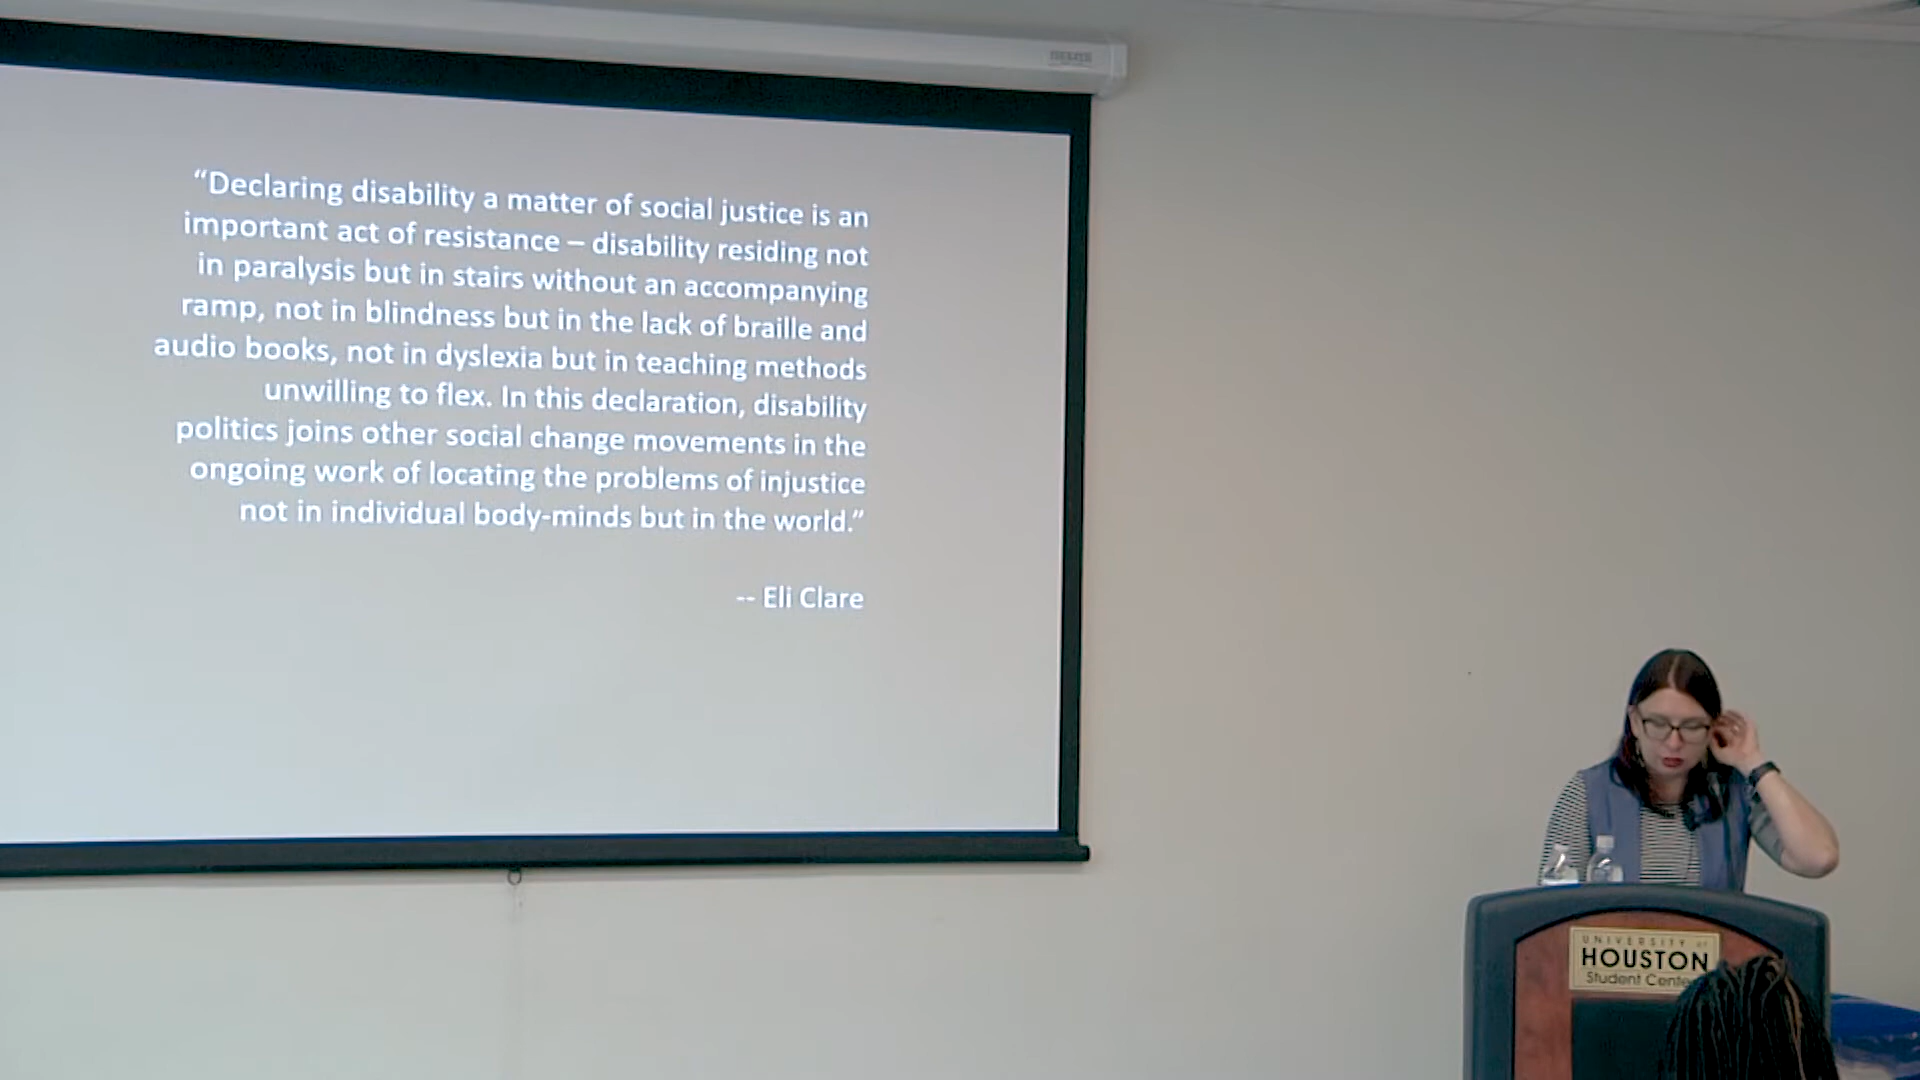 “Declaring disability a matter of social justice is an
important act of resistance – disability residing not
in paralysis but in stairs without an accompanying
ramp, not in blindness but in the lack of braille and
audio books, not in dyslexia but in teaching methods
unwilling to flex. In this declaration, disability
politics joins other social change movements in the
ongoing work of locating the problems of injustice
not in individual body-minds but in the world.”
-- Eli Clare
UNIVERSITY of
HOUSTON
Student